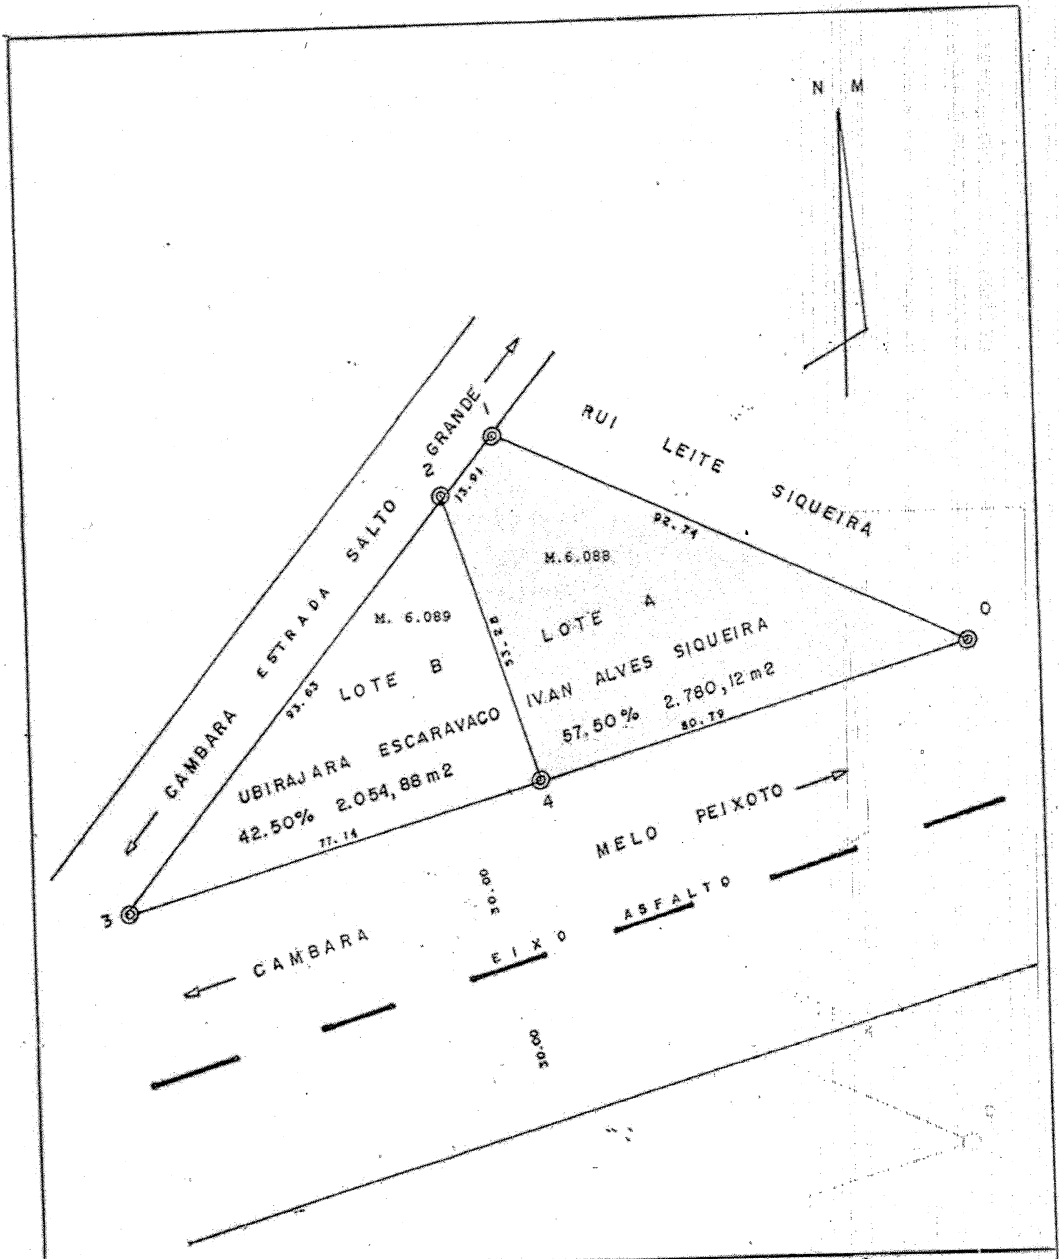 N M
CAMBARA ESTRADA SALTO GRANDE
RUI LEITE SIQUEIRA
1
2
13.91
92.74
M.6.088
0
M. 6.089
LOTE A
53.28
LOTE B
93.63
IVAN ALVES SIQUEIRA
57,50% 2.780,12 m2
80.79
UBIRAJARA ESCARAVACO
42.50% 2.054,88 m2
77.14
4
3
MELO PEIXOTO
30.00
CAMBARA
EIXO ASFALTO
30.00